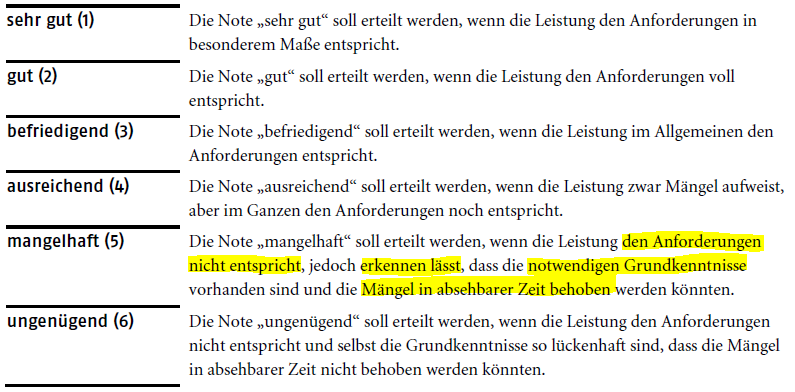 sehr gut (1) Die Note „sehr gut“ soll erteilt werden, wenn die Leistung den Anforderungen in
besonderem Maße entspricht.
gut (2) Die Note „gut“ soll erteilt werden, wenn die Leistung den Anforderungen voll
entspricht.
befriedigend (3) Die Note „befriedigend“ soll erteilt werden, wenn die Leistung im Allgemeinen den
Anforderungen entspricht.
ausreichend (4) Die Note „ausreichend“ soll erteilt werden, wenn die Leistung zwar Mängel aufweist,
aber im Ganzen den Anforderungen noch entspricht.
mangelhaft (5) Die Note „mangelhaft“ soll erteilt werden, wenn die Leistung den Anforderungen
nicht entspricht, jedoch erkennen lässt, dass die notwendigen Grundkenntnisse
vorhanden sind und die Mängel in absehbarer Zeit behoben werden könnten.
ungenügend (6) Die Note „ungenügend“ soll erteilt werden, wenn die Leistung den Anforderungen
nicht entspricht und selbst die Grundkenntnisse so lückenhaft sind, dass die Mängel
in absehbarer Zeit nicht behoben werden könnten.